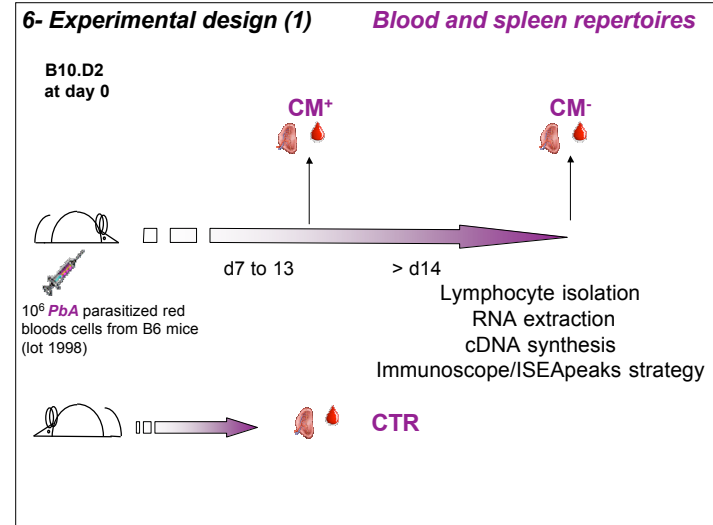 6- Experimental design (1) Blood and spleen repertoires
B10.D2
at day 0
CM⁺
CM⁻
d7 to 13
> d14
10⁶ PbA parasitized red
bloods cells from B6 mice
(lot 1998)
Lymphocyte isolation
RNA extraction
cDNA synthesis
Immunoscope/ISEApeaks strategy
CTR